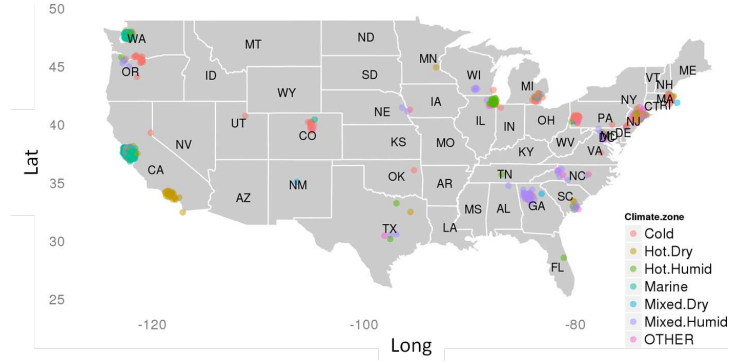 50
45
40
35
30
25
Lat
-120
-100
-80
Long
WA
MT
ND
MN
OR
ID
SD
WI
MI
VT
ME
NH
WY
IA
NY
MA
CTRI
NE
UT
CO
IL
IN
OH
PA
NJ
NV
KS
MO
KY
WV
DE
DC
VA
CA
AZ
NM
OK
AR
TN
NC
SC
MS
AL
GA
TX
LA
FL
Climate.zone
Cold
Hot.Dry
Hot.Humid
Marine
Mixed.Dry
Mixed.Humid
OTHER